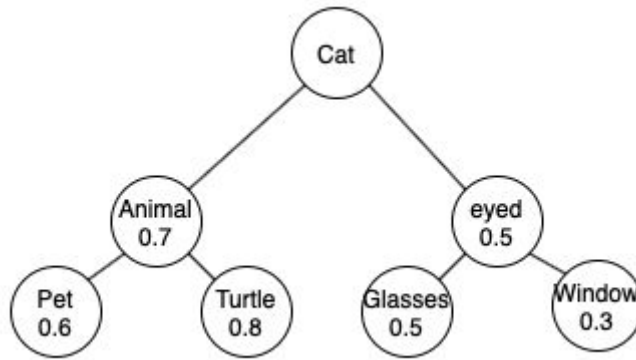 Cat
Animal
0.7
eyed
0.5
Pet
0.6
Turtle
0.8
Glasses
0.5
Window
0.3